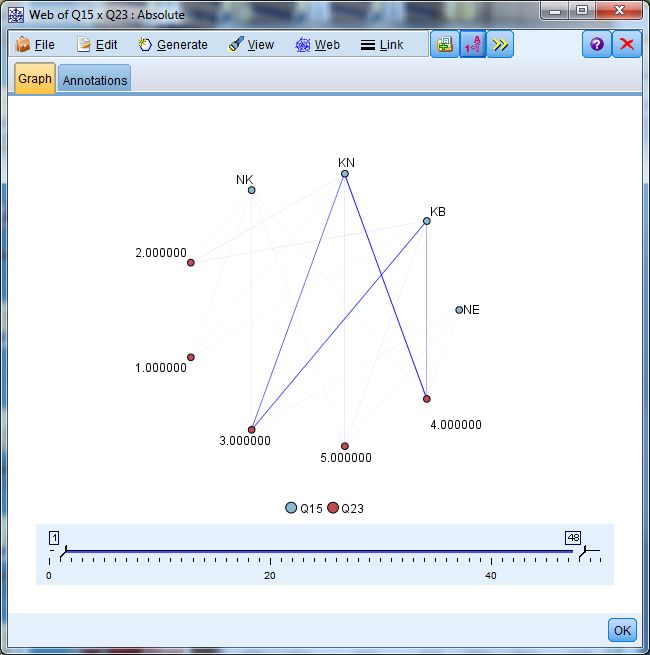 Web of Q15 x Q23 : Absolute
File Edit Generate View Web Link
Graph Annotations
KN
NK
KB
2.000000
NE
1.000000
4.000000
3.000000
5.000000
Q15 Q23
1 48
0 20 40
OK